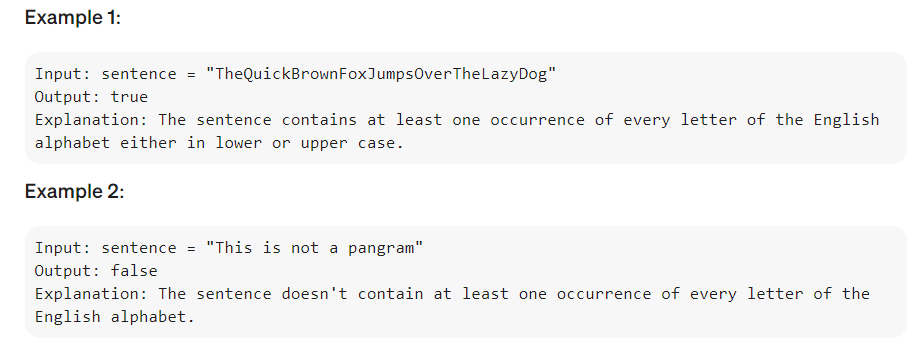 Example 1:
Input: sentence = "TheQuickBrownFoxJumpsOverTheLazyDog"
Output: true
Explanation: The sentence contains at least one occurrence of every letter of the English
alphabet either in lower or upper case.
Example 2:
Input: sentence = "This is not a pangram"
Output: false
Explanation: The sentence doesn't contain at least one occurrence of every letter of the
English alphabet.